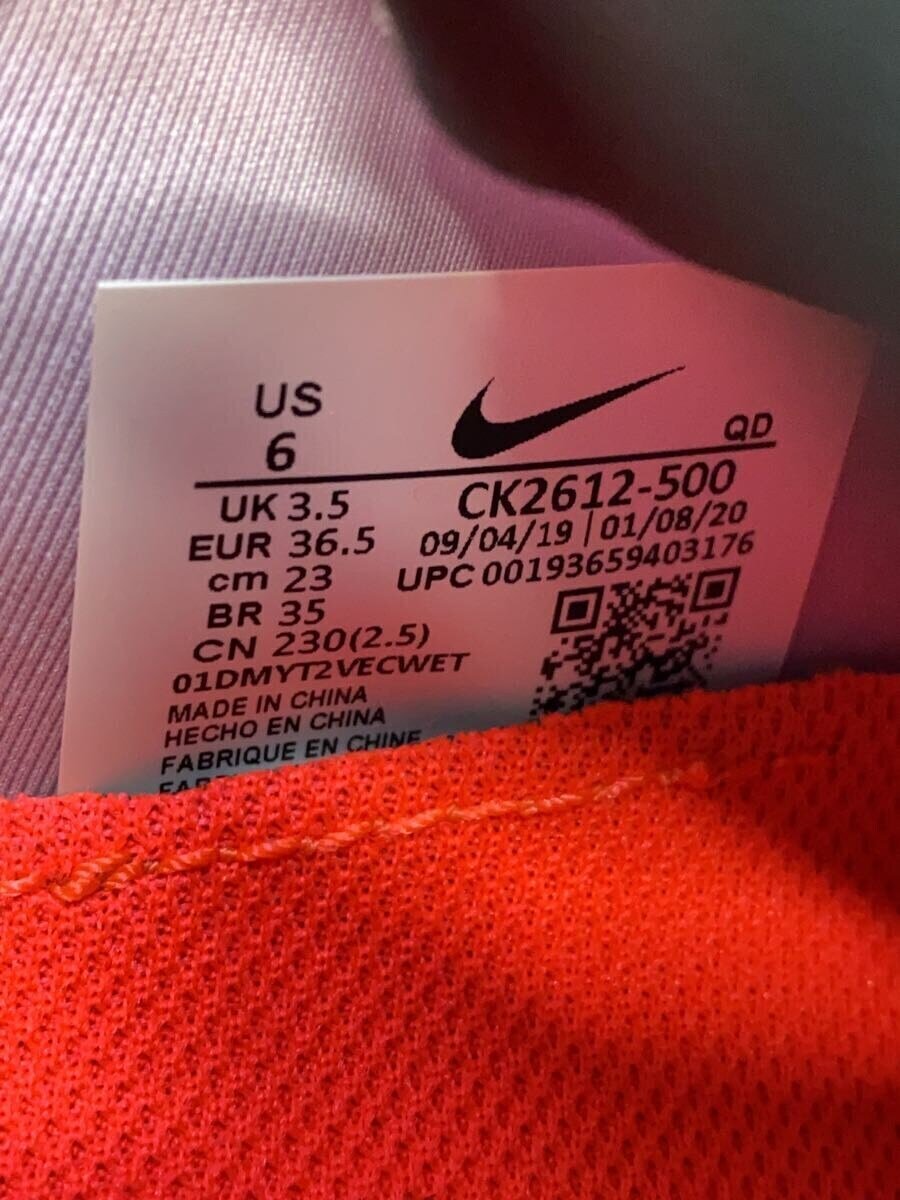 US
6
QD
UK 3.5
EUR 36.5
cm 23
BR 35
CN 230(2.5)
CK2612-500
09/04/19 | 01/08/20
UPC 00193659403176
01DMYT2VECWET
MADE IN CHINA
HECHO EN CHINA
FABRIQUE EN CHINE